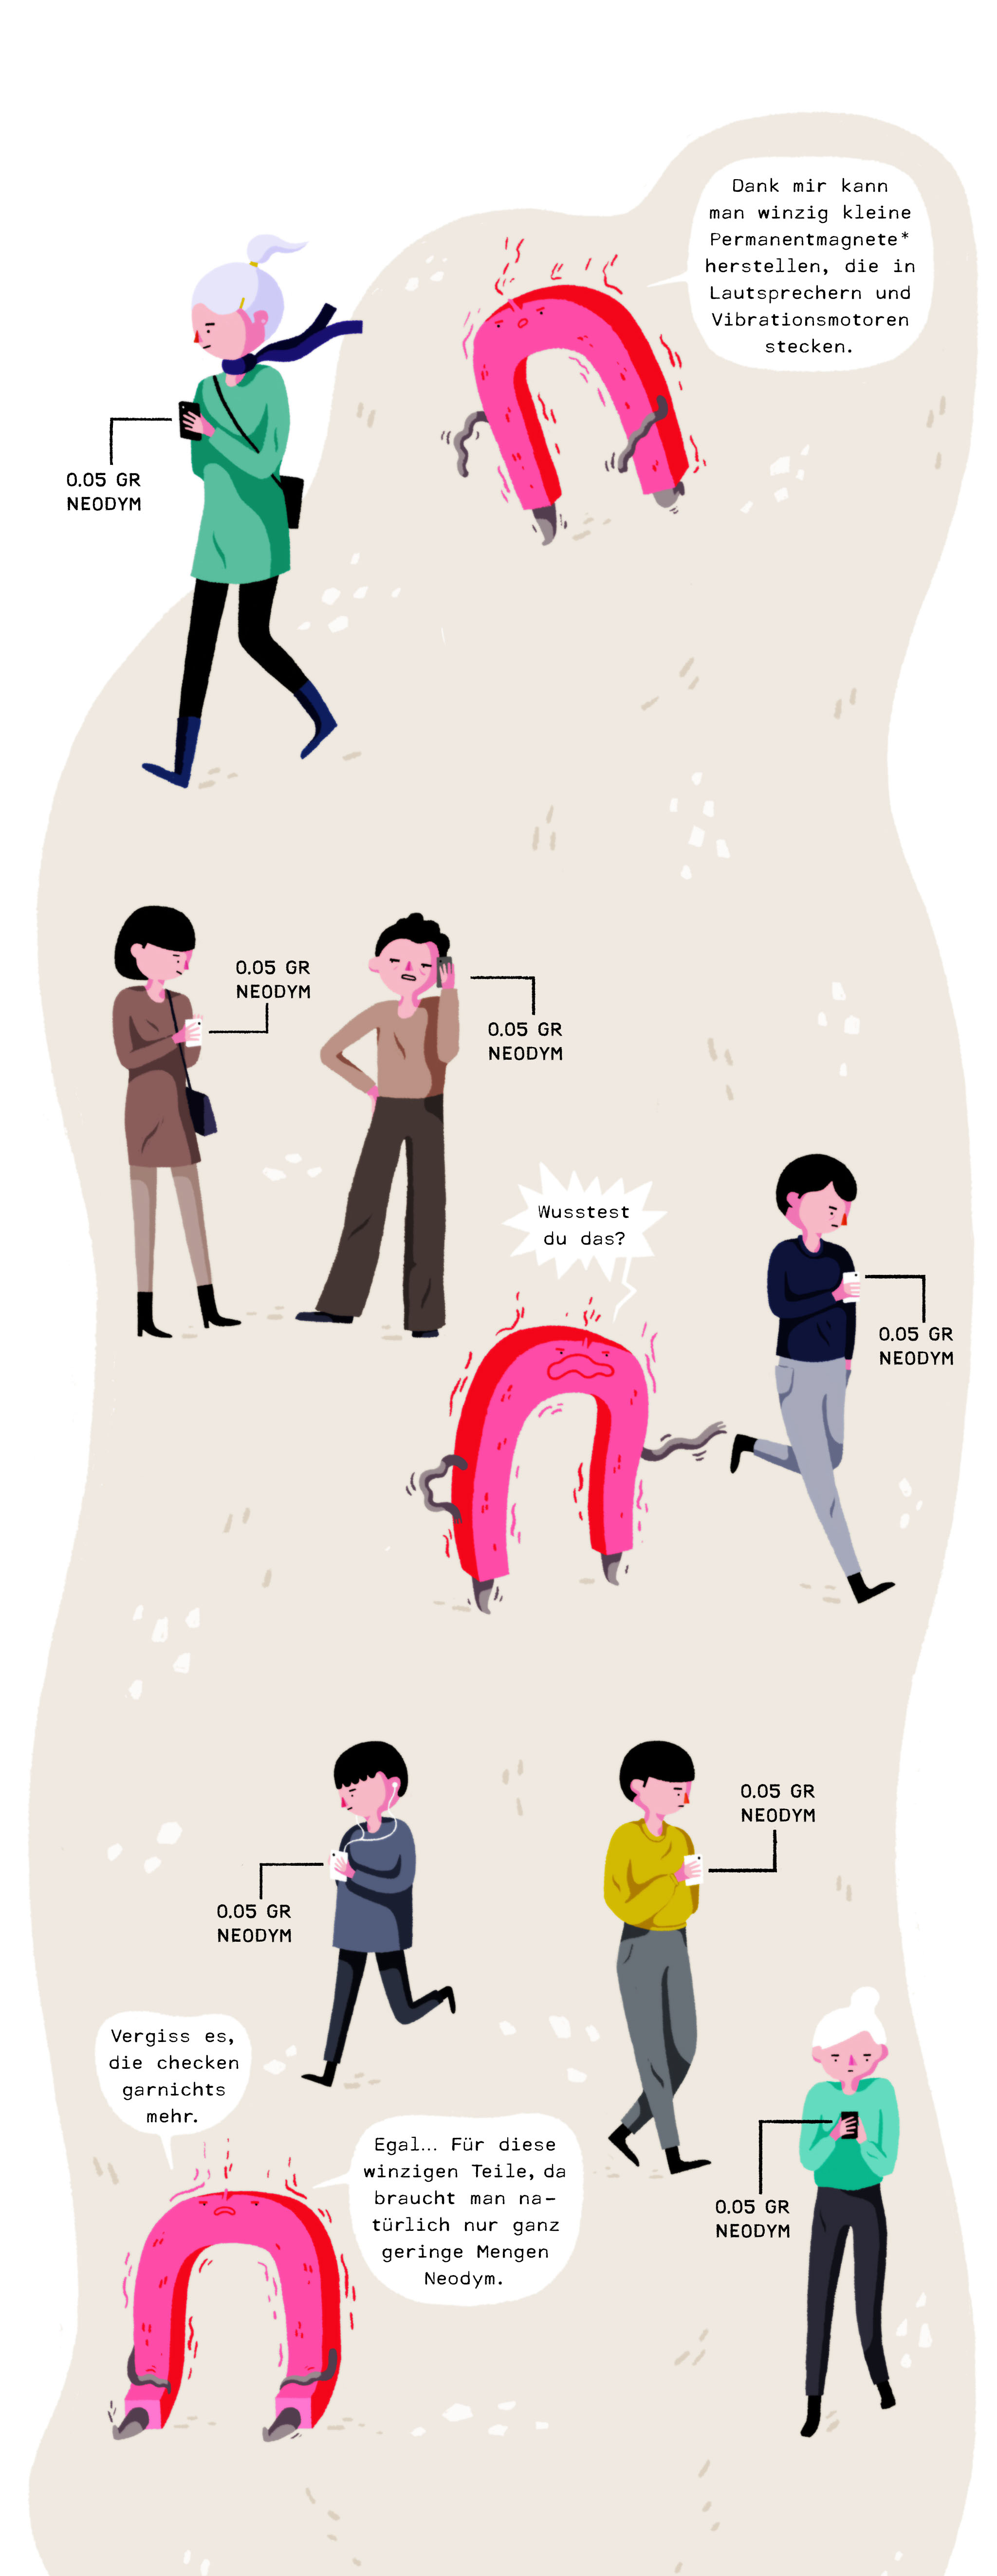 Dank mir kann
man winzig kleine
Permanentmagnete*
herstellen, die in
Lautsprechern und
Vibrationsmotoren
stecken.
0.05 GR
NEODYM
0.05 GR
NEODYM
0.05 GR
NEODYM
Wusstest
du das?
0.05 GR
NEODYM
0.05 GR
NEODYM
0.05 GR
NEODYM
Vergiss es,
die checken
garnichts
mehr.
Egal... Für diese
winzigen Teile, da
braucht man na-
türlich nur ganz
geringe Mengen
Neodym.
0.05 GR
NEODYM